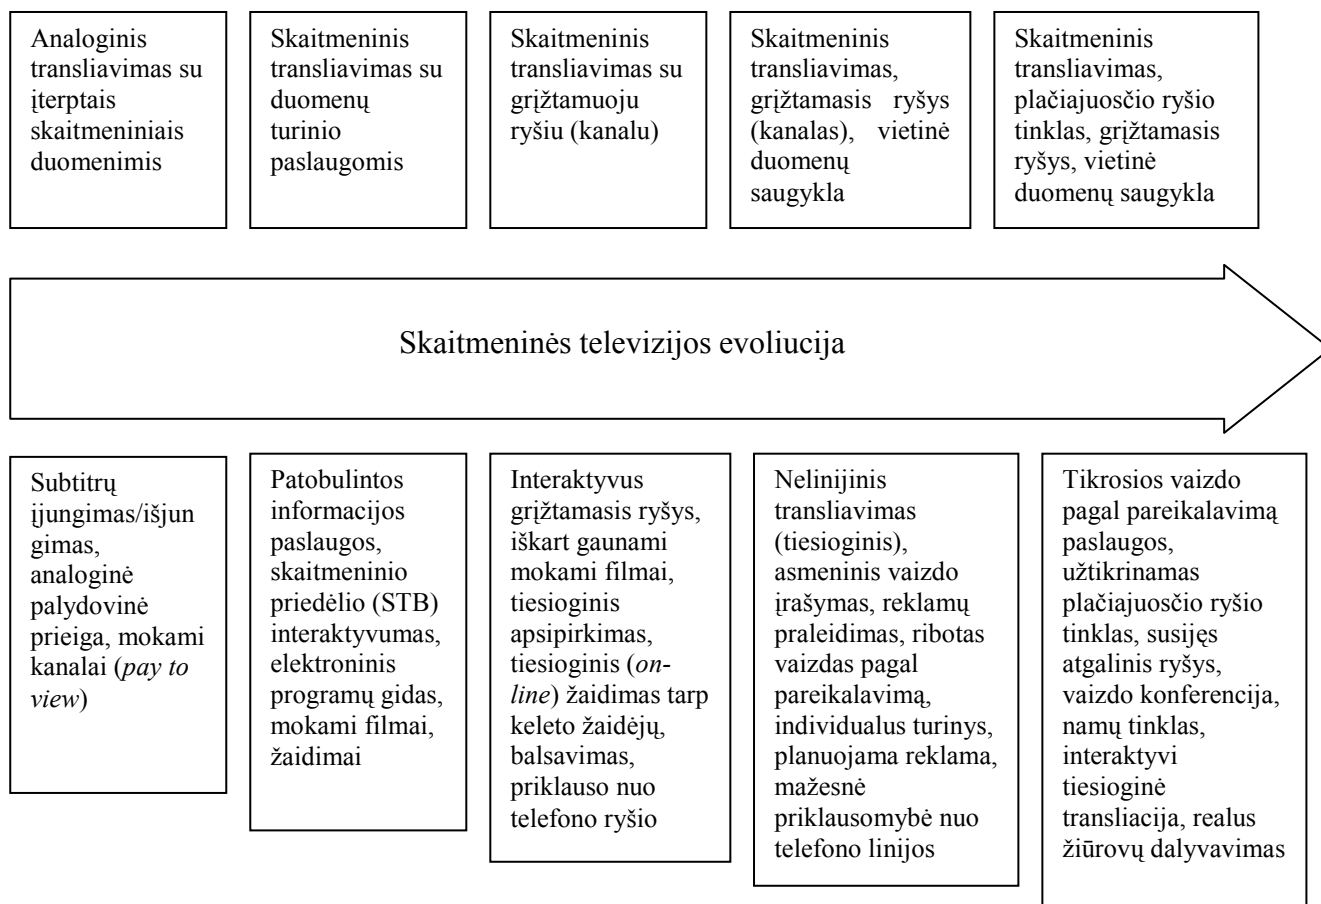 Analoginis
transliavimas su
įterptais
skaitmeniniais
duomenimis
Skaitmeninis
transliavimas su
duomenų
turinio
paslaugomis
Skaitmeninis
transliavimas su
grįžtamuoju
ryšiu (kanalu)
Skaitmeninis
transliavimas,
grįžtamasis ryšys
(kanalas), vietinė
duomenų
saugykla
Skaitmeninis
transliavimas,
plačiajuosčio ryšio
tinklas, grįžtamasis
ryšys, vietinė
duomenų saugykla
Skaitmeninės televizijos evoliucija
Subtitrų
įjungimas/išjun
gimas,
analoginė
palydovinė
prieiga, mokami
kanalai (pay to
view)
Patobulintos
informacijos
paslaugos,
skaitmeninio
priedėlio (STB)
interaktyvumas,
elektroninis
programų gidas,
mokami filmai,
žaidimai
Interaktyvus
grįžtamasis ryšys,
iškart gaunami
mokami filmai,
tiesioginis
apsipirkimas,
tiesioginis (on-
line) žaidimas tarp
keleto žaidėjų,
balsavimas,
priklauso nuo
telefono ryšio
Nelinijinis
transliavimas
(tiesioginis),
asmeninis vaizdo
įrašymas, reklamų
praleidimas, ribotas
vaizdas pagal
pareikalavimą,
individualus turinys,
planuojama reklama,
mažesnė
priklausomybė nuo
telefono linijos
Tikrosios vaizdo
pagal pareikalavimą
paslaugos,
užtikrinamas
plačiajuosčio ryšio
tinklas, susijęs
atgalinis ryšys,
vaizdo konferencija,
namų tinklas,
interaktyvi
tiesioginė
transliacija, realus
žiūrovų dalyvavimas